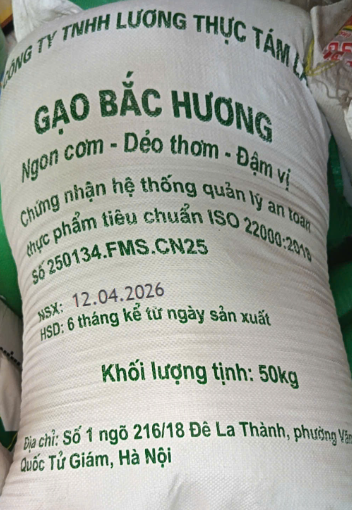 CÔNG TY TNHH LƯƠNG THỰC TÁM
GẠO BẮC HƯƠNG
Ngon cơm - Dẻo thơm - Đậm vị
Chứng nhận hệ thống quản lý an toàn
thực phẩm tiêu chuẩn ISO 22000:2018
Số 250134.FMS.CN25
NSX: 12.04.2026
HSD: 6 tháng kể từ ngày sản xuất
Khối lượng tịnh: 50kg
Địa chỉ: Số 1 ngõ 216/18 Đê La Thành, phường Văn
Quốc Tử Giám, Hà Nội